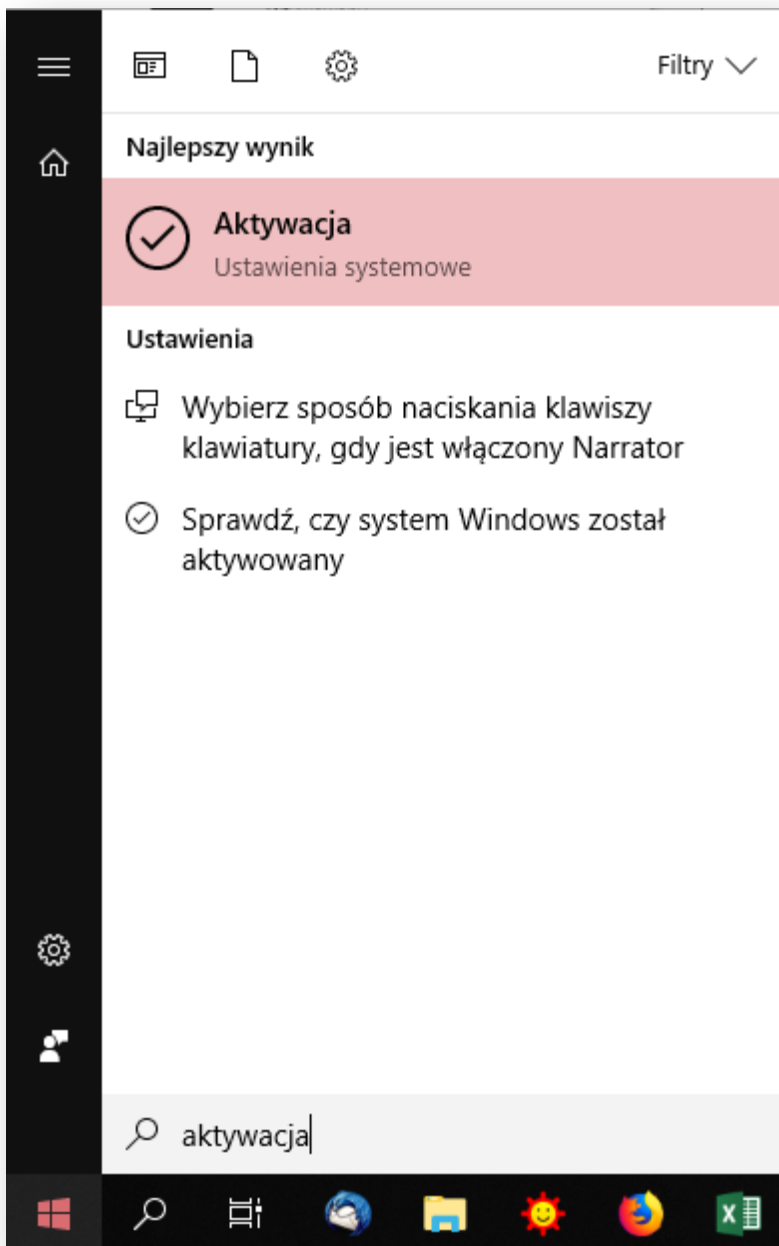 Filtry
Najlepszy wynik
Aktywacja
Ustawienia systemowe
Ustawienia
Wybierz sposób naciskania klawiszy
klawiatury, gdy jest włączony Narrator
Sprawdź, czy system Windows został
aktywowany
aktywacja